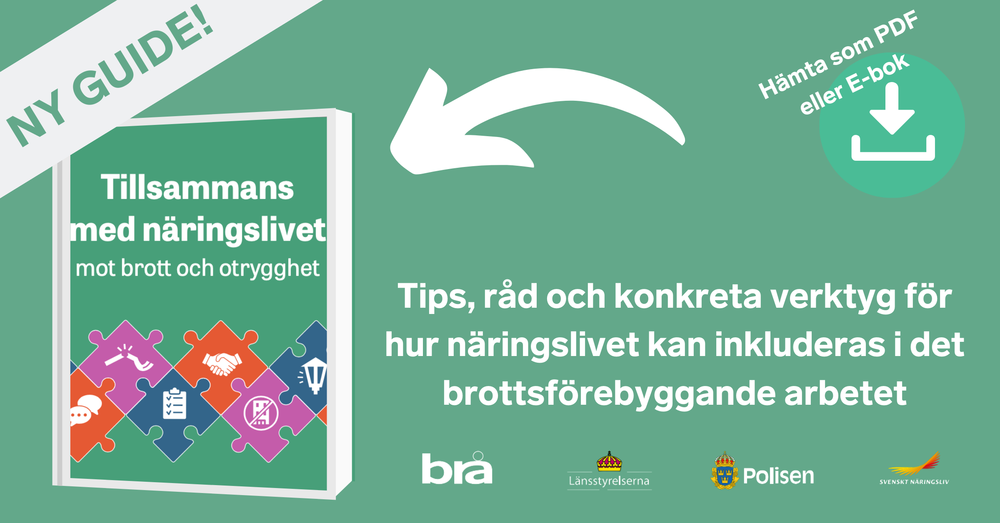 NY GUIDE!
Hämta som PDF
eller E-bok
Tillsammans
med näringslivet
mot brott och otrygghet
Tips, råd och konkreta verktyg för
hur näringslivet kan inkluderas i det
brottsförebyggande arbetet
brå
Länsstyrelserna
Polisen
SVENSKT NÄRINGSLIV